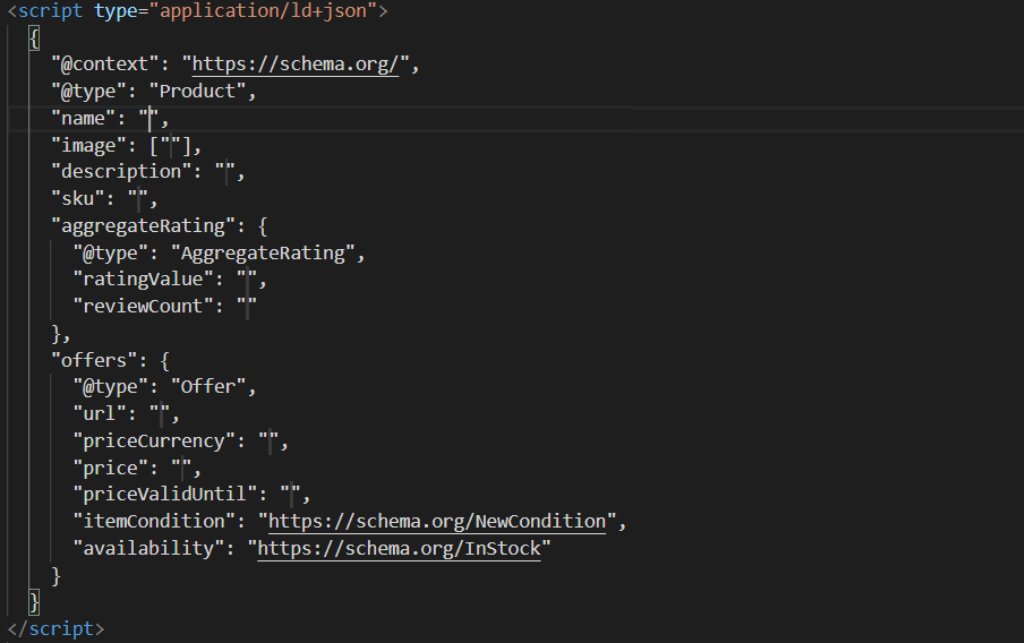 <script type="application/ld+json">
{
"@context": "https://schema.org/",
"@type": "Product",
"name": "",
"image": [""],
"description": "",
"sku": "",
"aggregateRating": {
"@type": "AggregateRating",
"ratingValue": "",
"reviewCount": ""
},
"offers": {
"@type": "Offer",
"url": "",
"priceCurrency": "",
"price": "",
"priceValidUntil": "",
"itemCondition": "https://schema.org/NewCondition",
"availability": "https://schema.org/InStock"
}
}
</script>